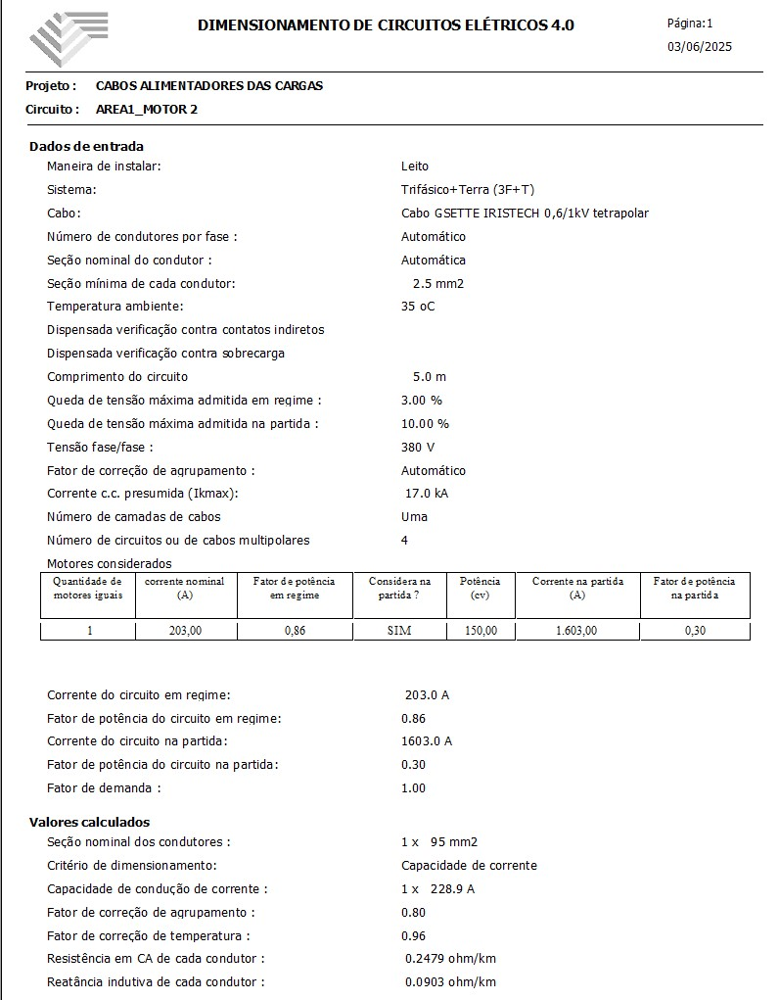 DIMENSIONAMENTO DE CIRCUITOS ELÉTRICOS 4.0
Página:1
03/06/2025
Projeto : CABOS ALIMENTADORES DAS CARGAS
Circuito : AREA1_MOTOR 2
Dados de entrada
Maneira de instalar: Leito
Sistema: Trifásico+Terra (3F+T)
Cabo: Cabo GSETTE IRISTECH 0,6/1kV tetrapolar
Número de condutores por fase : Automático
Seção nominal do condutor : Automática
Seção mínima de cada condutor: 2.5 mm2
Temperatura ambiente: 35 oC
Dispensada verificação contra contatos indiretos
Dispensada verificação contra sobrecarga
Comprimento do circuito 5.0 m
Queda de tensão máxima admitida em regime : 3.00 %
Queda de tensão máxima admitida na partida : 10.00 %
Tensão fase/fase : 380 V
Fator de correção de agrupamento : Automático
Corrente c.c. presumida (Ikmax): 17.0 kA
Número de camadas de cabos Uma
Número de circuitos ou de cabos multipolares 4
Motores considerados
Quantidade de corrente nominal Fator de potência Considera na Potência Corrente na partida Fator de potência
motores iguais (A) em regime partida ? (cv) (A) na partida
1 203,00 0,86 SIM 150,00 1.603,00 0,30
Corrente do circuito em regime: 203.0 A
Fator de potência do circuito em regime: 0.86
Corrente do circuito na partida: 1603.0 A
Fator de potência do circuito na partida: 0.30
Fator de demanda : 1.00
Valores calculados
Seção nominal dos condutores : 1 x 95 mm2
Critério de dimensionamento: Capacidade de corrente
Capacidade de condução de corrente : 1 x 228.9 A
Fator de correção de agrupamento : 0.80
Fator de correção de temperatura : 0.96
Resistência em CA de cada condutor : 0.2479 ohm/km
Reatância indutiva de cada condutor : 0.0903 ohm/km